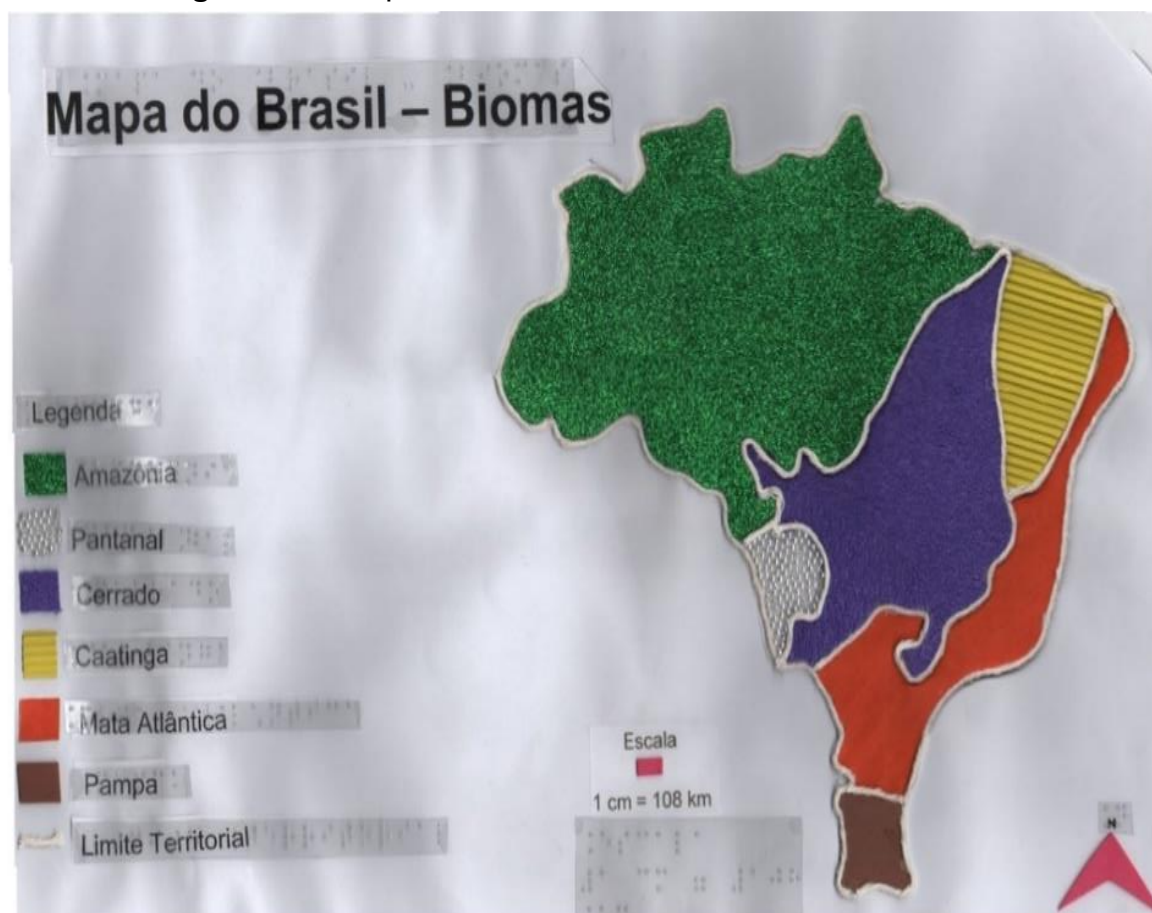 Mapa do Brasil – Biomas
Legenda
Amazônia
Pantanal
Cerrado
Caatinga
Mata Atlântica
Pampa
Limite Territorial
Escala
1 cm = 108 km
N